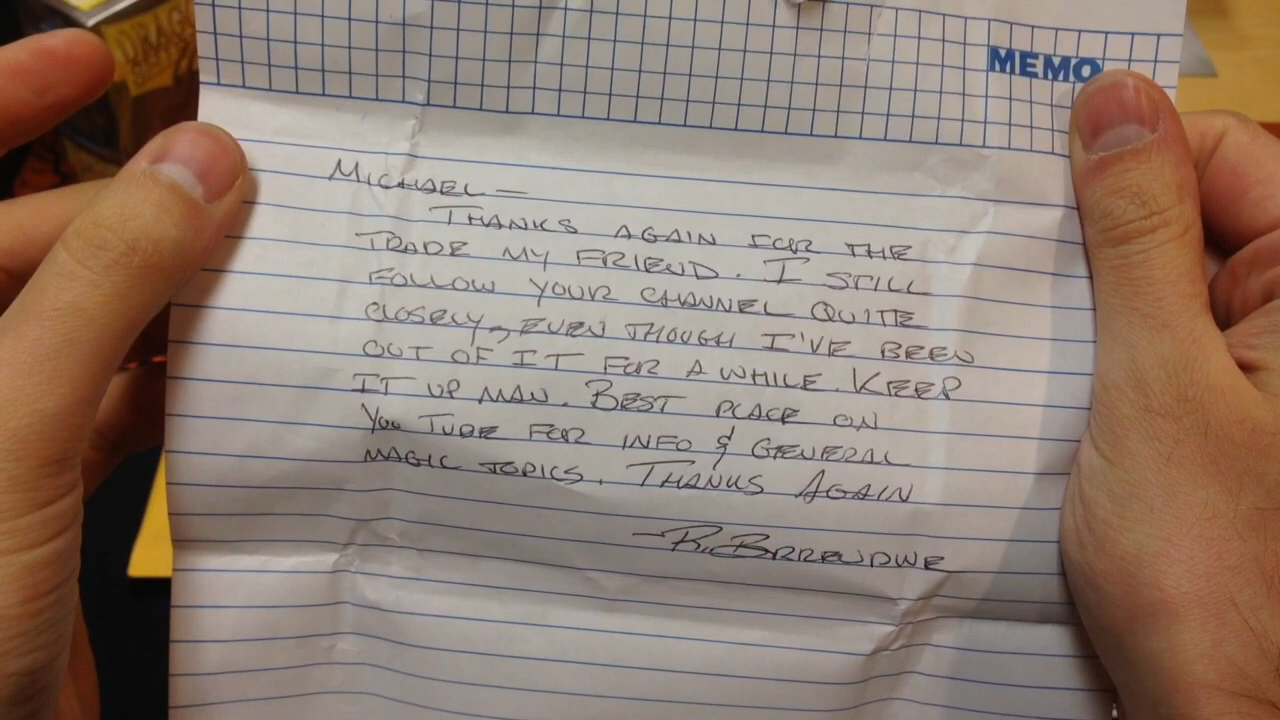 MEMO
MICHAEL —
THANKS AGAIN FOR THE
TRADE MY FRIEND. I STILL
FOLLOW YOUR CHANNEL QUITE
CLOSELY, EVEN THOUGH I'VE BEEN
OUT OF IT FOR A WHILE. KEEP
IT UP MAN. BEST PLACE ON
YOU TUBE FOR INFO & GENERAL
MAGIC TOPICS. THANKS AGAIN